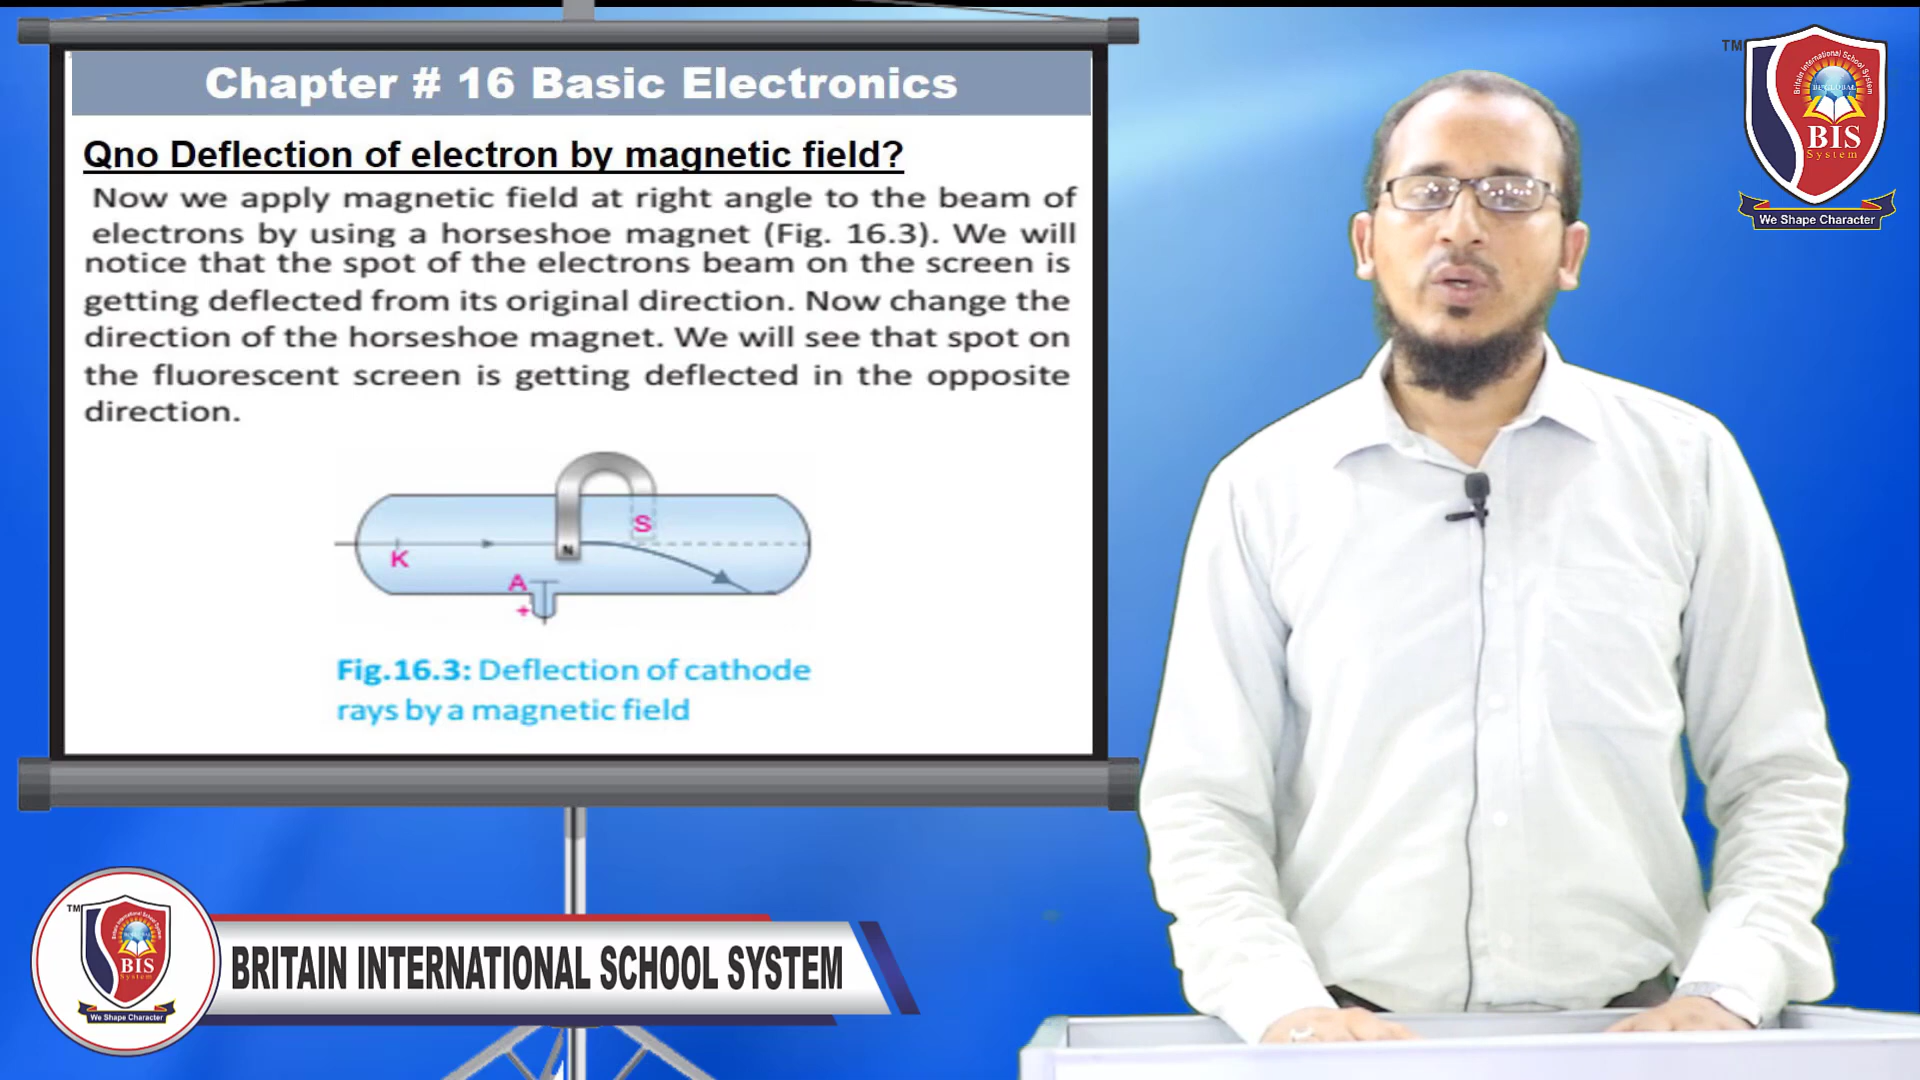 Chapter # 16 Basic Electronics
Qno Deflection of electron by magnetic field?
Now we apply magnetic field at right angle to the beam of
electrons by using a horseshoe magnet (Fig. 16.3). We will
notice that the spot of the electrons beam on the screen is
getting deflected from its original direction. Now change the
direction of the horseshoe magnet. We will see that spot on
the fluorescent screen is getting deflected in the opposite
direction.
S
N
K
A
+
Fig.16.3: Deflection of cathode
rays by a magnetic field
TM
Britain International School System
BIS
System
We Shape Character
TM
BIS
System
We Shape Character
BRITAIN INTERNATIONAL SCHOOL SYSTEM